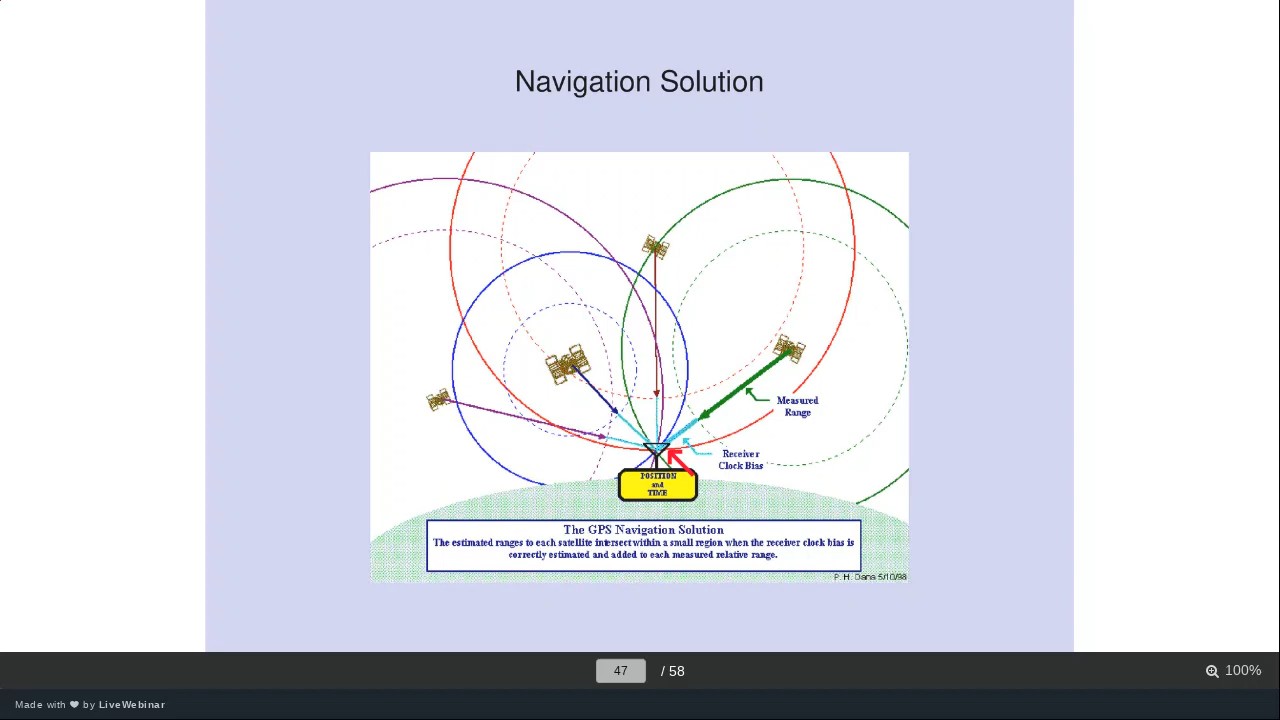 Navigation Solution
Measured
Range
Receiver
Clock Bias
POSITION
and
TIME
The GPS Navigation Solution
The estimated ranges to each satellite intersect within a small region when the receiver clock bias is
correctly estimated and added to each measured relative range.
P. H. Dana 5/10/98
47 / 58
100%
Made with ❤ by LiveWebinar